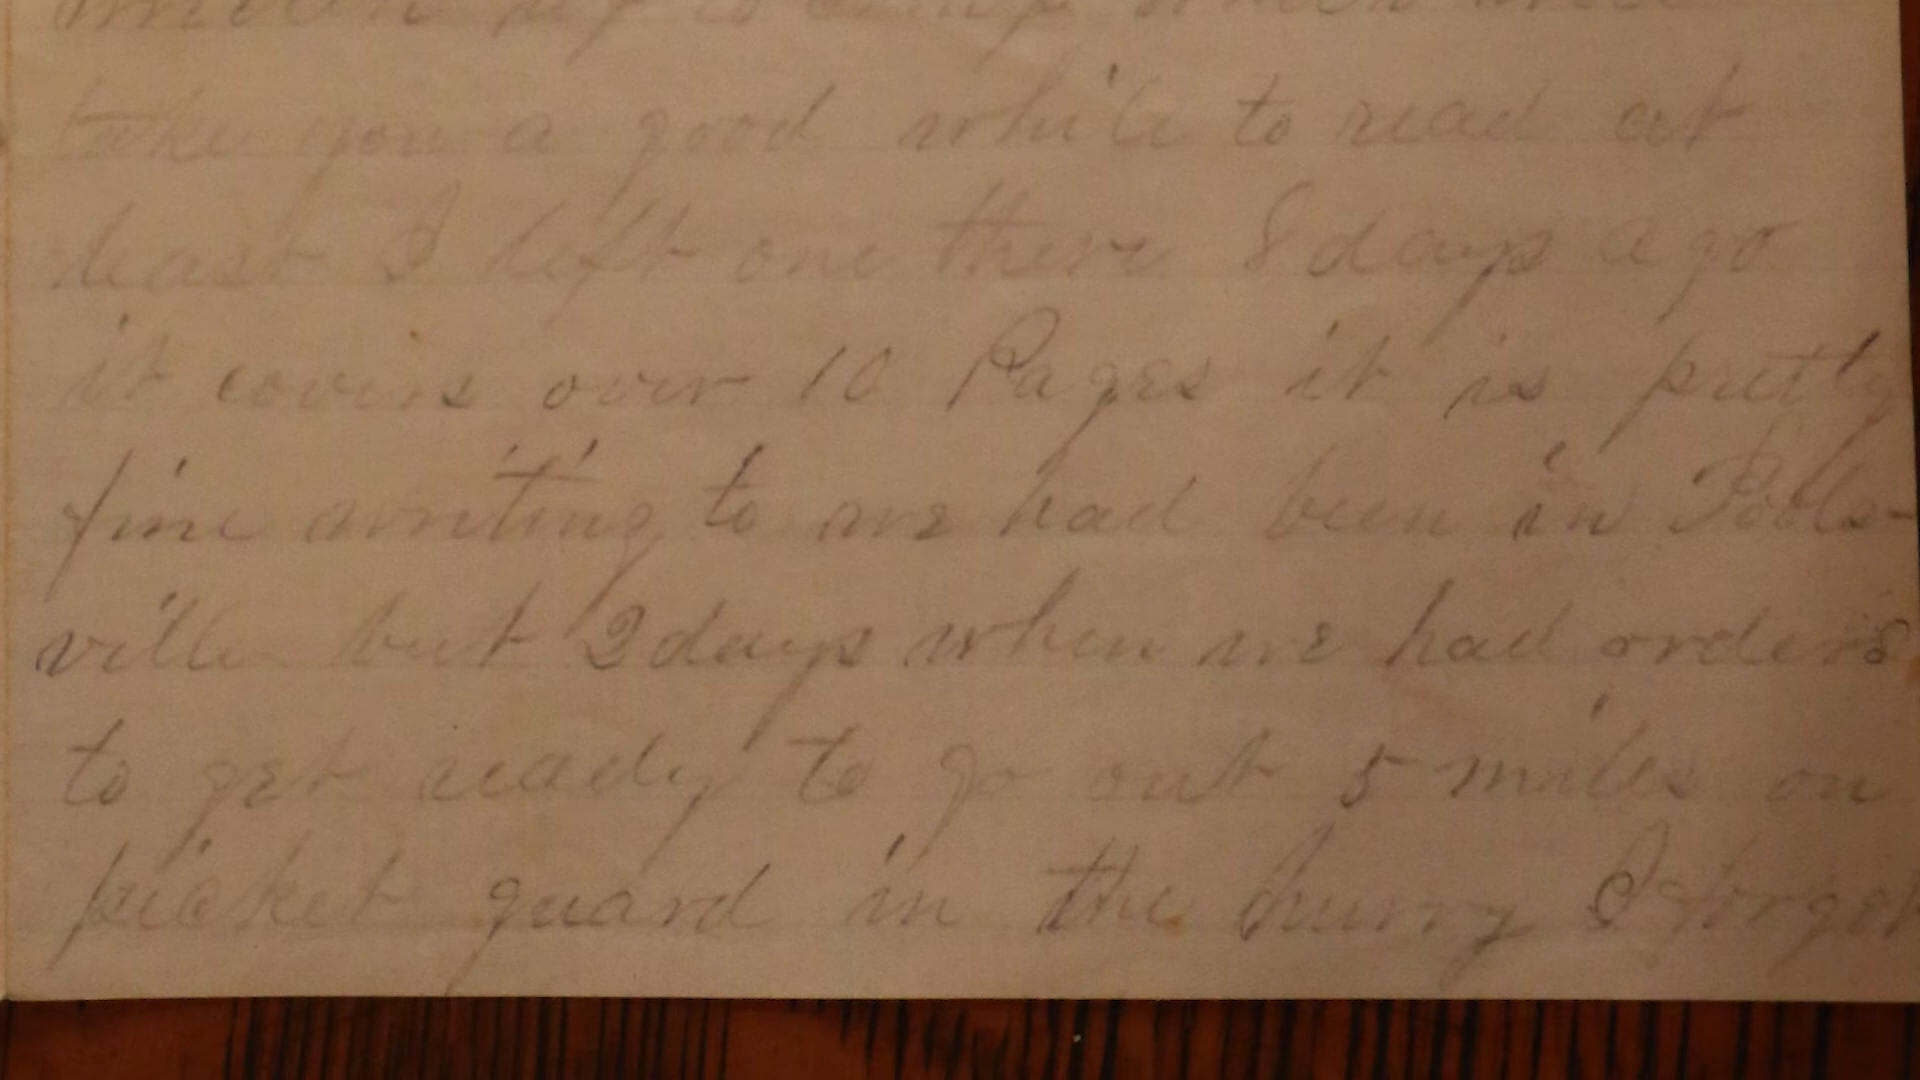 take you a good while to read at
least I left one there 8 days ago
it covers over 10 Pages it is pretty
fine writing to we had been in Pools-
ville but 2 days when we had orders
to get ready to go out 5 miles on
picket guard in the hurry I forgot